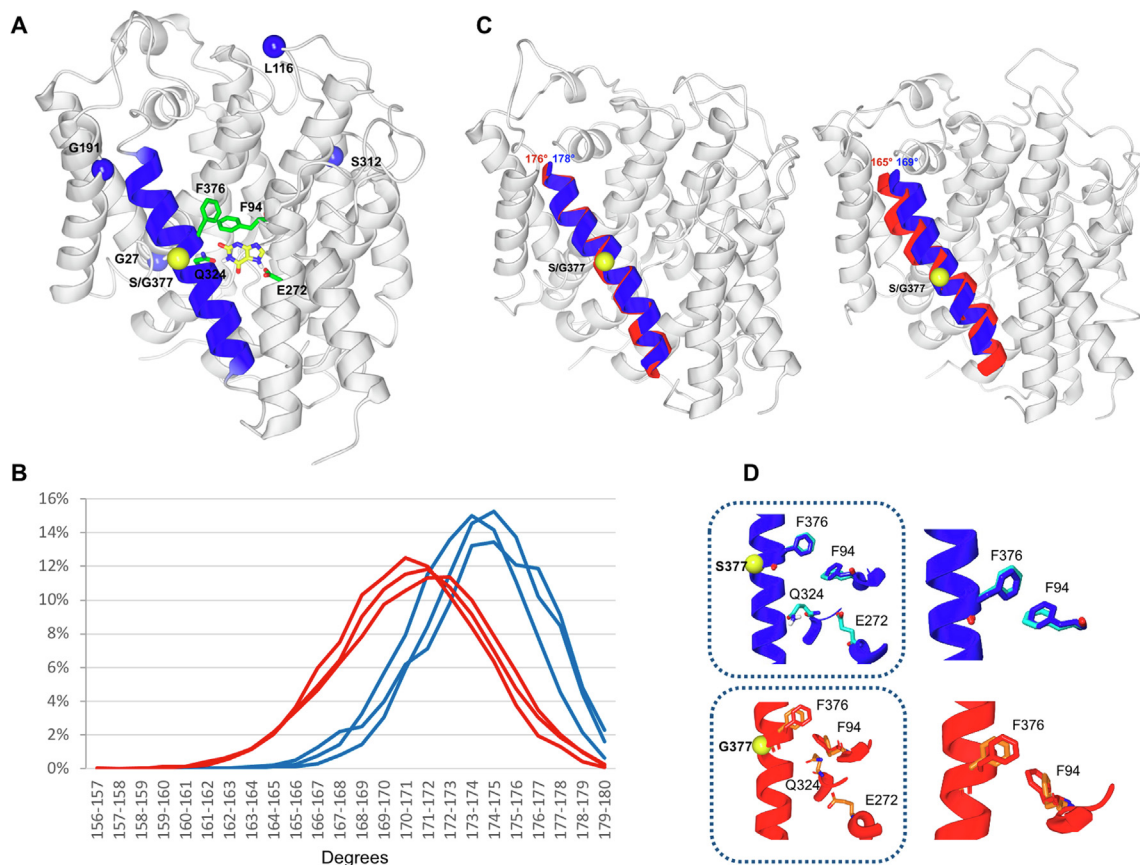 A
L116
G191
S312
F376
F94
G27
Q324
S/G377
E272
C
176° 178°
S/G377
165° 169°
S/G377
B
16%
14%
12%
10%
8%
6%
4%
2%
0%
156-157
157-158
158-159
159-160
160-161
161-162
162-163
163-164
164-165
165-166
166-167
167-168
168-169
169-170
170-171
171-172
172-173
173-174
174-175
175-176
176-177
177-178
178-179
179-180
Degrees
D
F376
S377
F94
Q324
E272
F376
F94
F376
G377
F94
Q324
E272
F376
F94